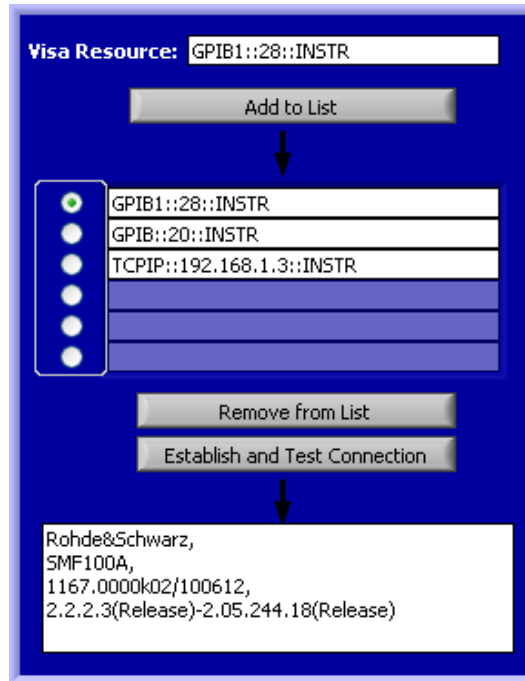 Visa Resource: GPIB1::28::INSTR
Add to List
GPIB1::28::INSTR
GPIB::20::INSTR
TCPIP::192.168.1.3::INSTR
Remove from List
Establish and Test Connection
Rohde&Schwarz,
SMF100A,
1167.0000k02/100612,
2.2.2.3(Release)-2.05.244.18(Release)